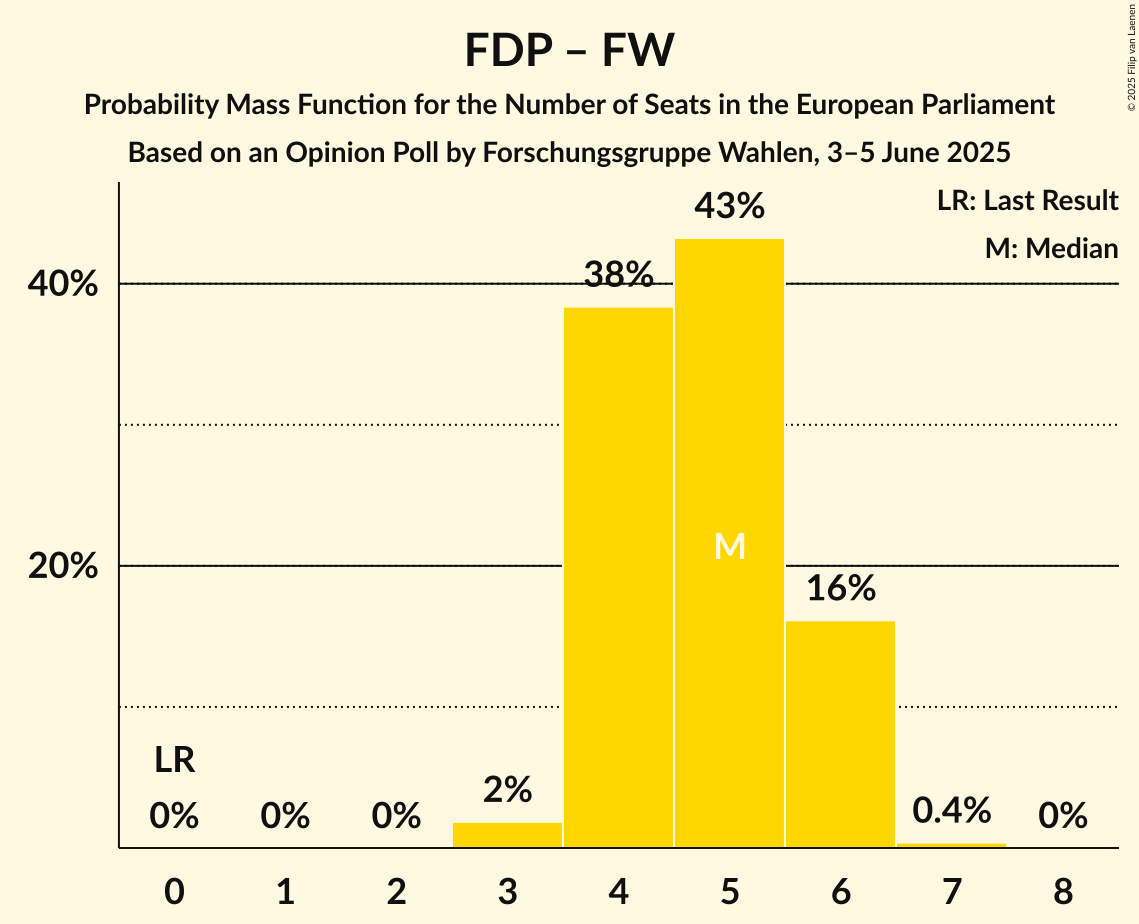 FDP – FW
Probability Mass Function for the Number of Seats in the European Parliament
Based on an Opinion Poll by Forschungsgruppe Wahlen, 3–5 June 2025
© 2025 Filip van Laenen
LR: Last Result
M: Median
43%
38%
40%
M
20%
16%
LR
2%
0.4%
0%
0%
0%
0%
0
1
2
3
4
5
6
7
8